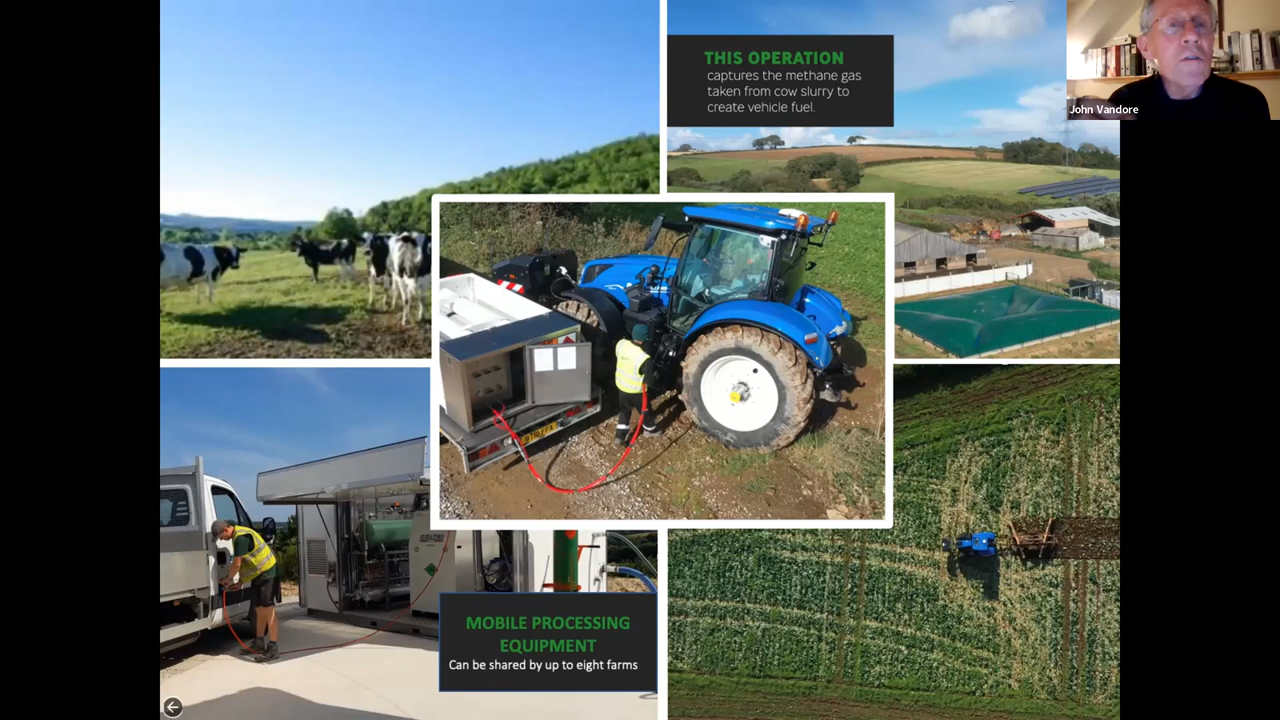 THIS OPERATION
captures the methane gas
taken from cow slurry to
create vehicle fuel.
John Vandore
MOBILE PROCESSING
EQUIPMENT
Can be shared by up to eight farms